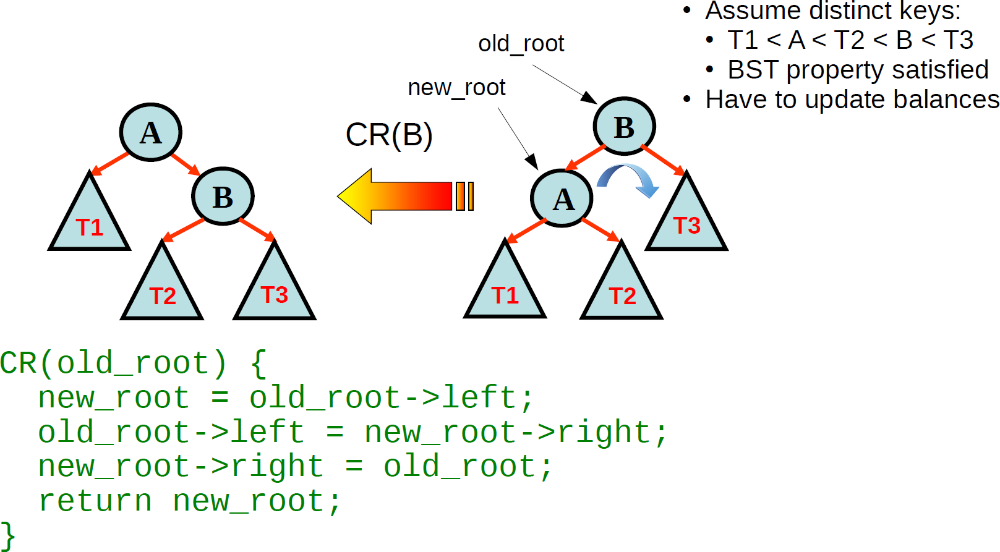 • Assume distinct keys:
• T1 < A < T2 < B < T3
• BST property satisfied
• Have to update balances
old_root
new_root
CR(B)
A
B
T1
T2
T3
B
A
T3
T1
T2
CR(old_root) {
new_root = old_root->left;
old_root->left = new_root->right;
new_root->right = old_root;
return new_root;
}